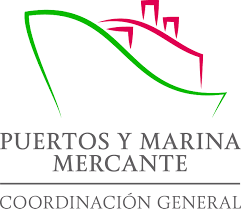 PUERTOS Y MARINA
MERCANTE
COORDINACIÓN GENERAL